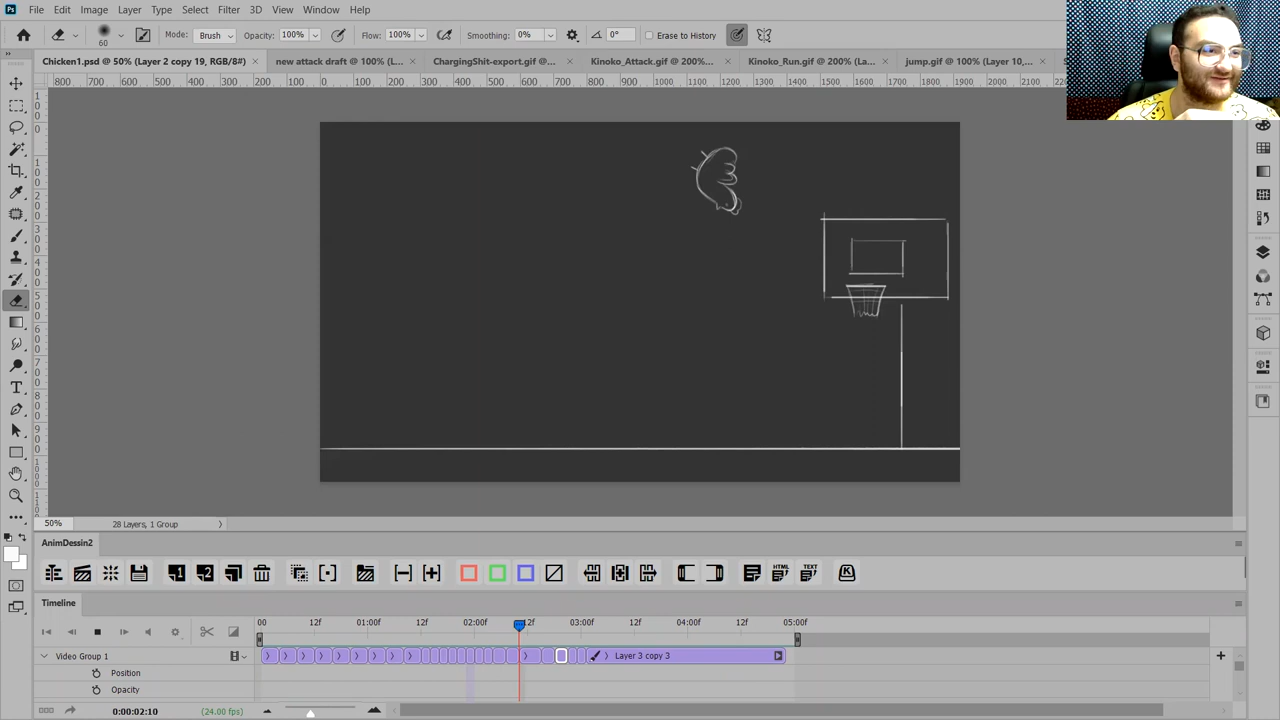 Ps File Edit Image Layer Type Select Filter 3D View Window Help
60 Mode: Brush Opacity: 100% Flow: 100% Smoothing: 0% 0° Erase to History
Chicken1.psd @ 50% (Layer 2 copy 19, RGB/8#) × new attack draft @ 100% (L... × ChargingShit-export.gif @... × Kinoko_Attack.gif @ 200%... × Kinoko_Run.gif @ 200% (La... × jump.gif @ 100% (Layer 10,... ×
800 700 600 500 400 300 200 100 0 100 200 300 400 500 600 700 800 900 1000 1100 1200 1300 1400 1500 1600 1700 1800 1900
50% 28 Layers, 1 Group
AnimDessin2
1 2 HTML TEXT K
Timeline
00 12f 01:00f 12f 02:00f 12f 03:00f 12f 04:00f 12f 05:00f
Video Group 1 Layer 3 copy 3
Position
Opacity
0:00:02:10 (24.00 fps)